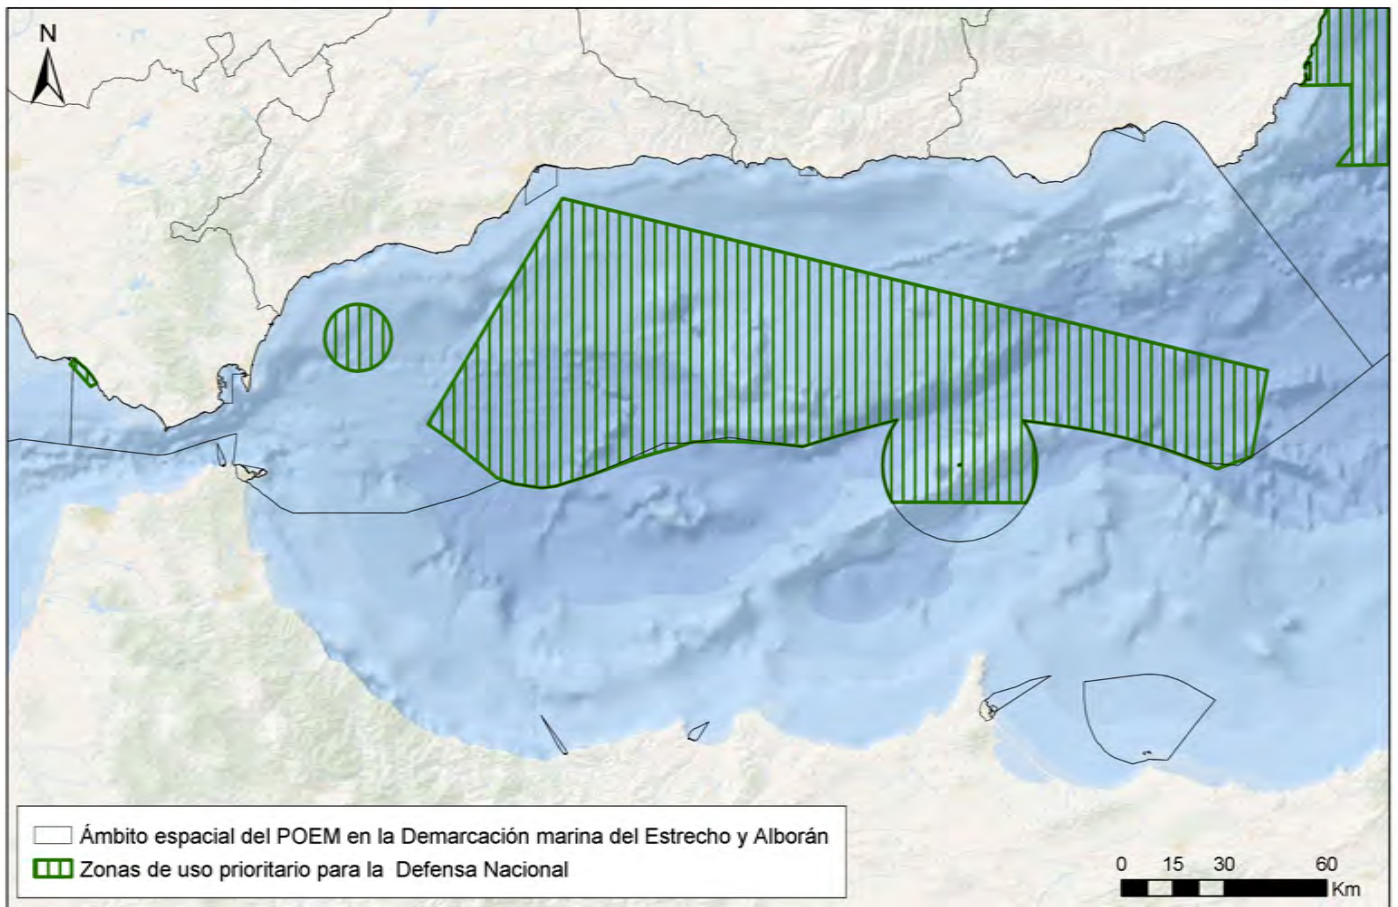 N
Ámbito espacial del POEM en la Demarcación marina del Estrecho y Alborán
Zonas de uso prioritario para la Defensa Nacional
0 15 30 60
Km